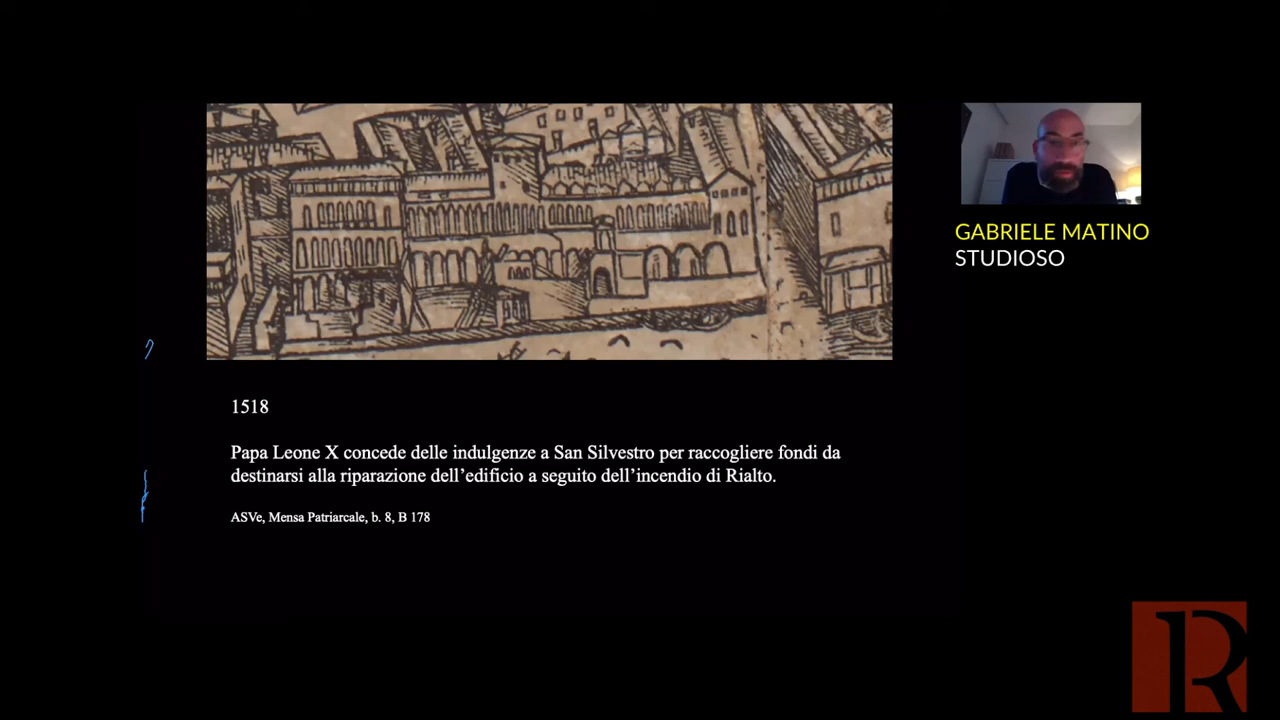 GABRIELE MATINO
STUDIOSO
1518
Papa Leone X concede delle indulgenze a San Silvestro per raccogliere fondi da
destinarsi alla riparazione dell’edificio a seguito dell’incendio di Rialto.
ASVe, Mensa Patriarcale, b. 8, B 178
R